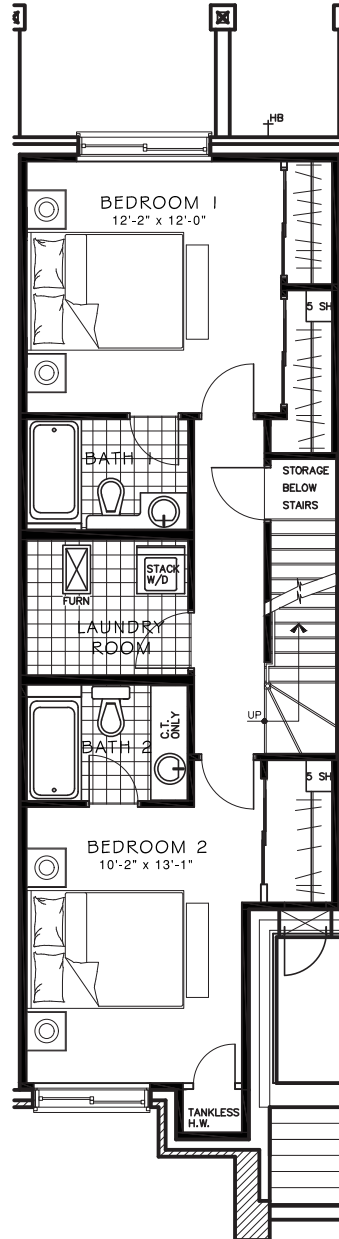 HB
BEDROOM 1
12'-2" x 12'-0"
5 SH
BATH 1
STORAGE
BELOW
STAIRS
STACK
W/D
FURN
LAUNDRY
ROOM
UP
C.T.
ONLY
BATH 2
5 SH
BEDROOM 2
10'-2" x 13'-1"
TANKLESS
H.W.